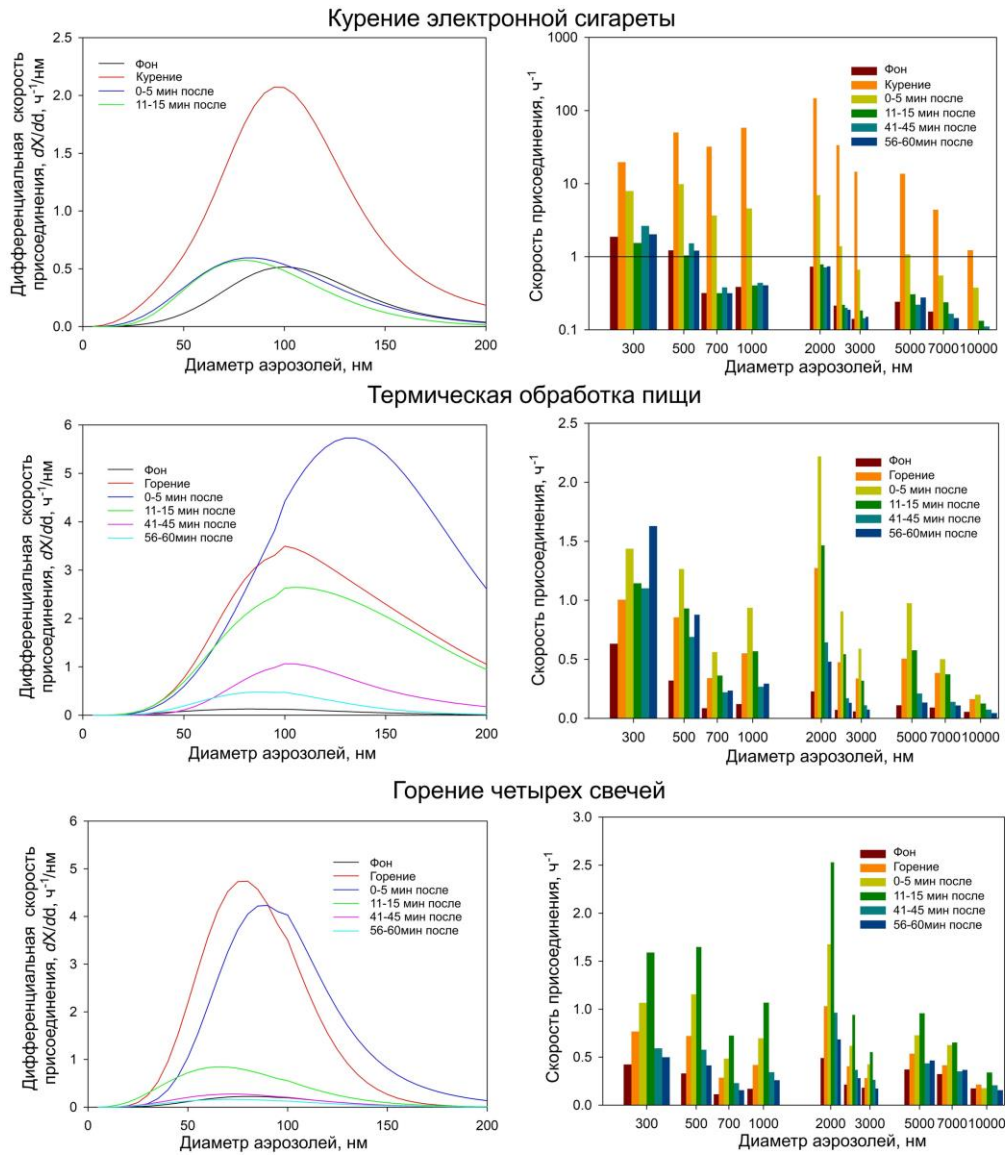 Курение электронной сигареты
Дифференциальная скорость
присоединения, dX/dd, ч⁻¹/нм
2.5
2.0
1.5
1.0
0.5
0.0
Фон
Курение
0-5 мин после
11-15 мин после
0 50 100 150 200
Диаметр аэрозолей, нм
Скорость присоединения, ч⁻¹
1000
100
10
1
0.1
Фон
Курение
0-5 мин после
11-15 мин после
41-45 мин после
56-60мин после
300 500 700 1000 2000 3000 5000 7000 10000
Диаметр аэрозолей, нм
Термическая обработка пищи
Дифференциальная скорость
присоединения, dX/dd, ч⁻¹/нм
6
5
4
3
2
1
0
Фон
Горение
0-5 мин после
11-15 мин после
41-45 мин после
56-60мин после
0 50 100 150 200
Диаметр аэрозолей, нм
Скорость присоединения, ч⁻¹
2.5
2.0
1.5
1.0
0.5
0.0
Фон
Горение
0-5 мин после
11-15 мин после
41-45 мин после
56-60мин после
300 500 700 1000 2000 3000 5000 7000 10000
Диаметр аэрозолей, нм
Горение четырех свечей
Дифференциальная скорость
присоединения, dX/dd, ч⁻¹/нм
6
5
4
3
2
1
0
Фон
Горение
0-5 мин после
11-15 мин после
41-45 мин после
56-60мин после
0 50 100 150 200
Диаметр аэрозолей, нм
Скорость присоединения, ч⁻¹
3.0
2.5
2.0
1.5
1.0
0.5
0.0
Фон
Горение
0-5 мин после
11-15 мин после
41-45 мин после
56-60мин после
300 500 700 1000 2000 3000 5000 7000 10000
Диаметр аэрозолей, нм